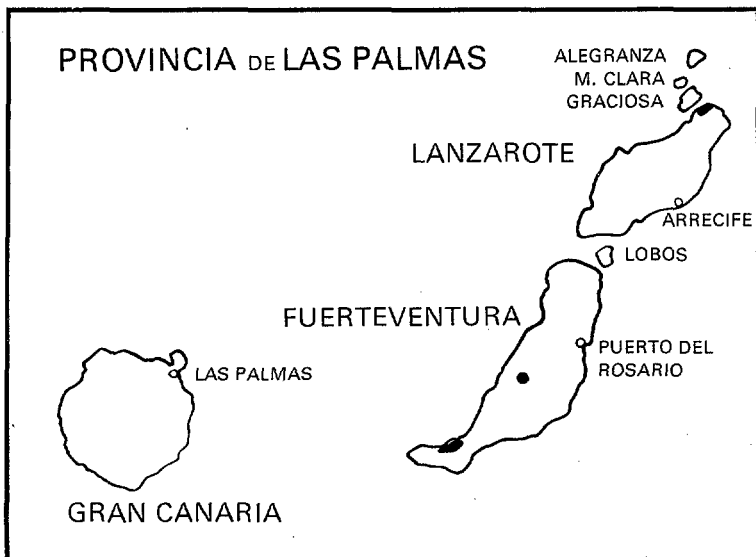 PROVINCIA DE LAS PALMAS
ALEGRANZA
M. CLARA
GRACIOSA
LANZAROTE
ARRECIFE
LOBOS
FUERTEVENTURA
PUERTO DEL
ROSARIO
LAS PALMAS
GRAN CANARIA